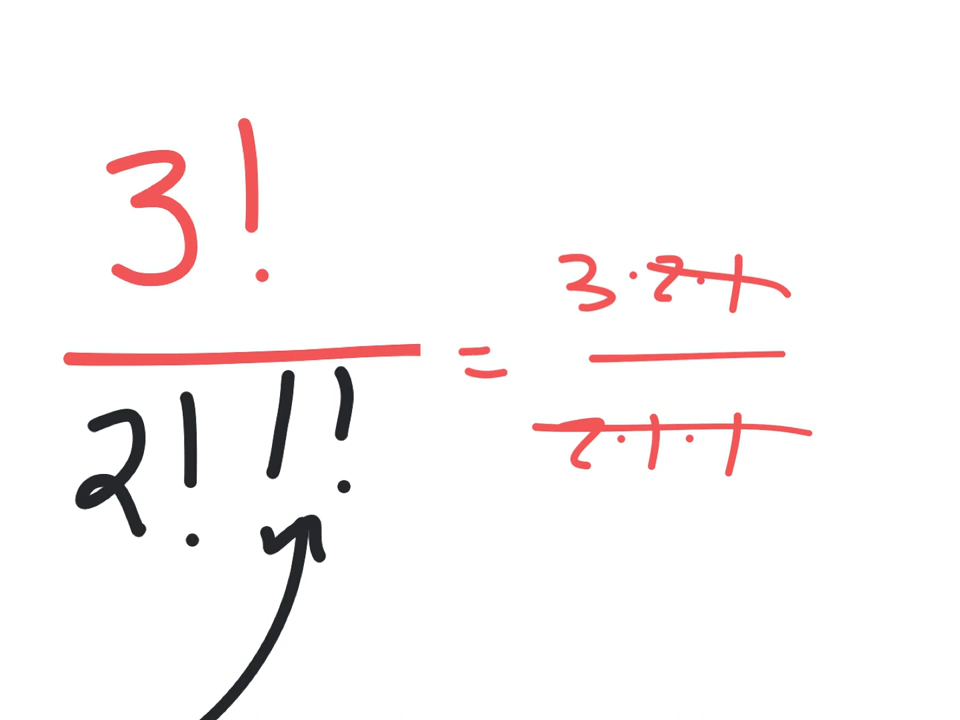 3!
2! 1!
=
3 · 2 · 1
2 · 1 · 1